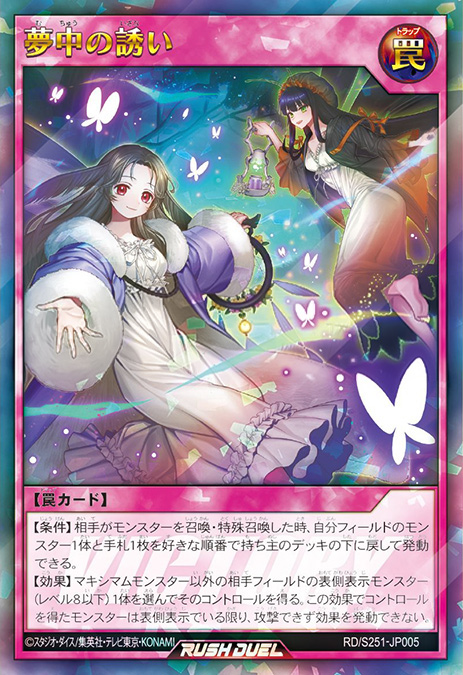 夢中の誘い
トラップ
罠
【罠カード】
【条件】相手がモンスターを召喚・特殊召喚した時、自分フィールドのモン
スター1体と手札1枚を好きな順番で持ち主のデッキの下に戻して発動
できる。
【効果】マキシマムモンスター以外の相手フィールドの表側表示モンスター
(レベル8以下)1体を選んでそのコントロールを得る。この効果でコントロール
を得たモンスターは表側表示でいる限り、攻撃できず効果を発動できない。
©スタジオ・ダイス/集英社・テレビ東京・KONAMI
RUSH DUEL
RD/S251-JP005